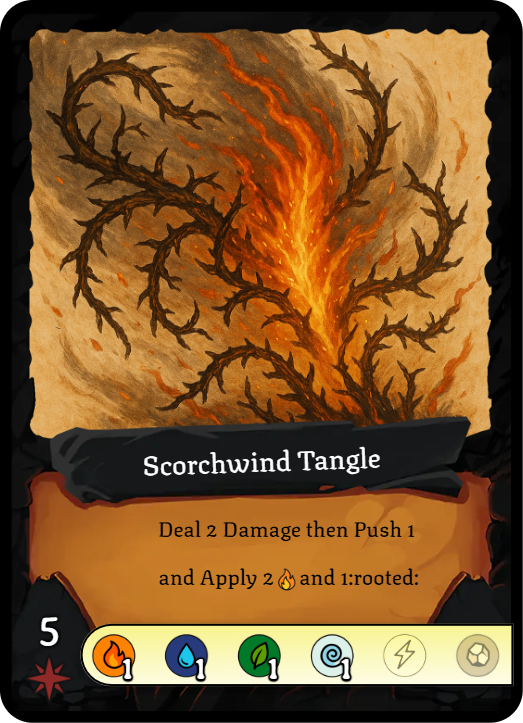 Scorchwind Tangle
Deal 2 Damage then Push 1
and Apply 2 and 1:rooted:
5
1 1 1 1